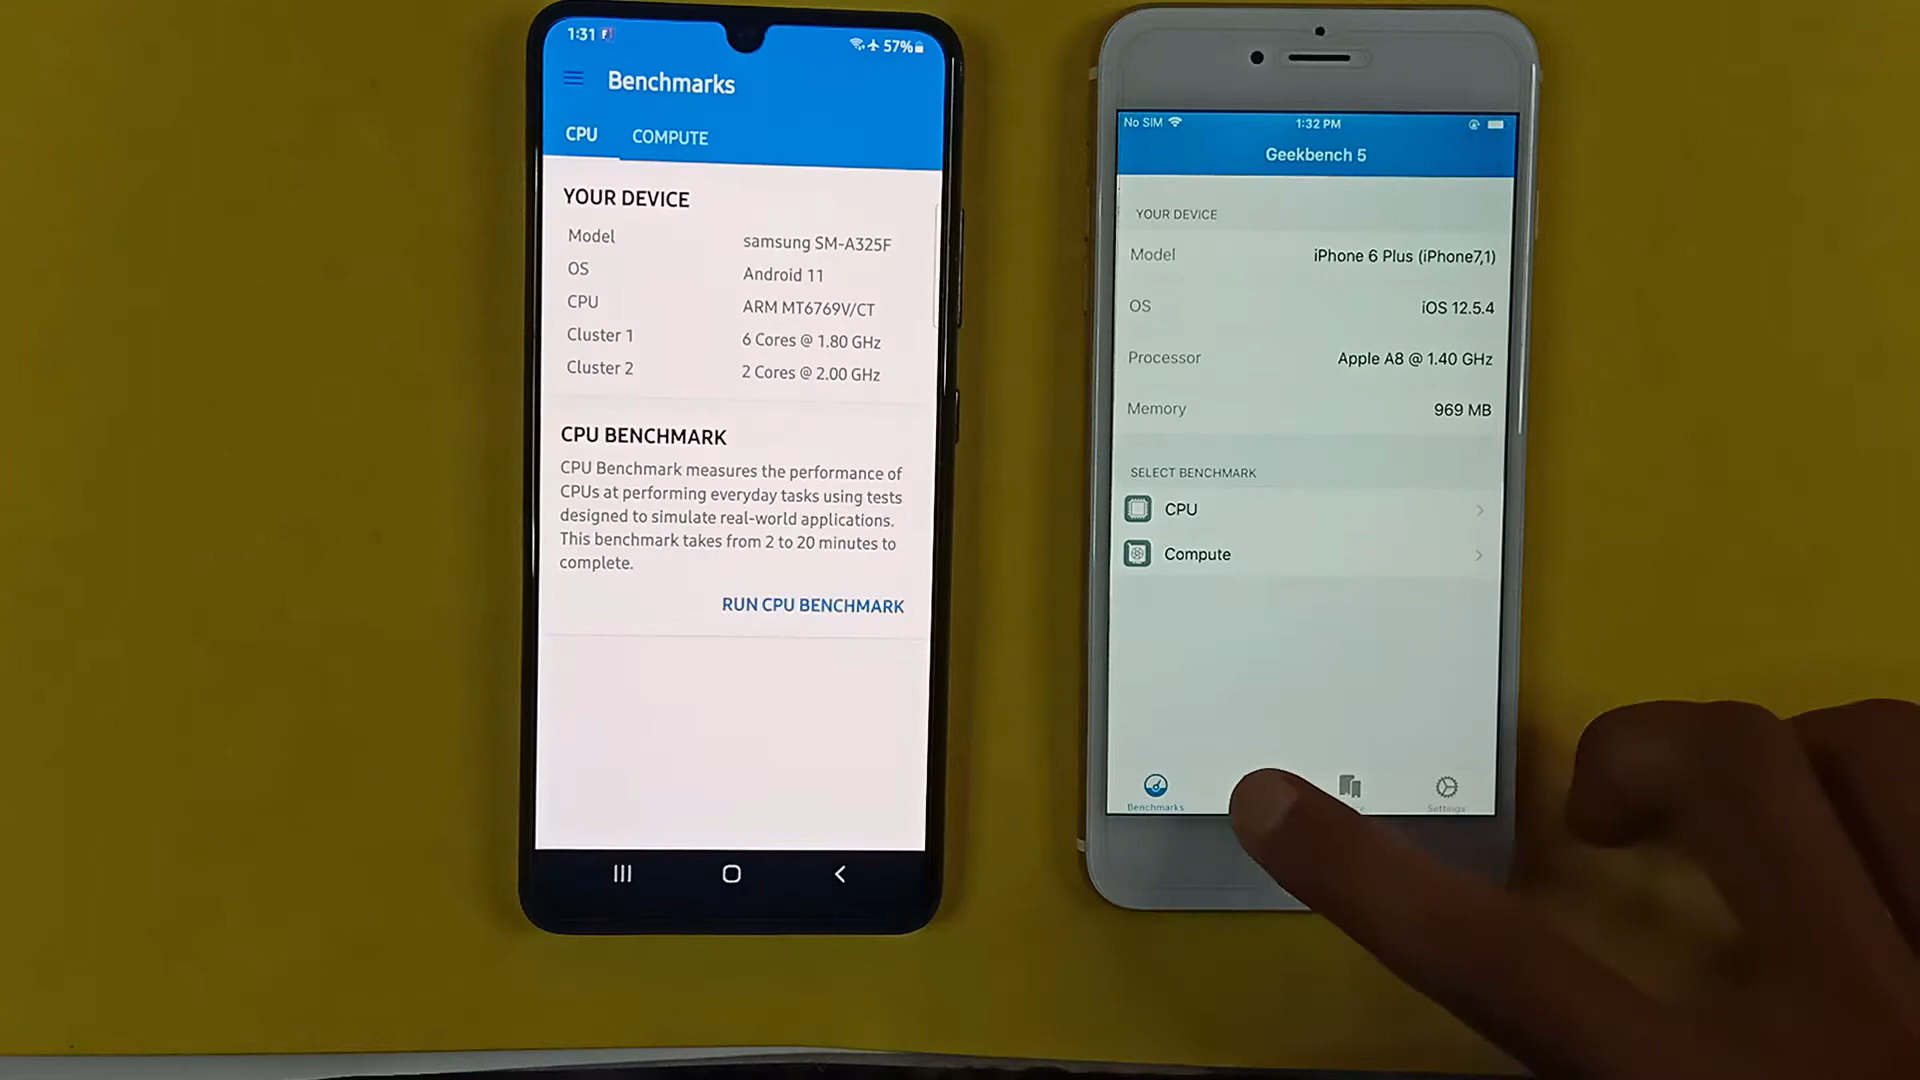 1:31
57%
Benchmarks
CPU COMPUTE
YOUR DEVICE
Model samsung SM-A325F
OS Android 11
CPU ARM MT6769V/CT
Cluster 1 6 Cores @ 1.80 GHz
Cluster 2 2 Cores @ 2.00 GHz
CPU BENCHMARK
CPU Benchmark measures the performance of
CPUs at performing everyday tasks using tests
designed to simulate real-world applications.
This benchmark takes from 2 to 20 minutes to
complete.
RUN CPU BENCHMARK
No SIM 1:32 PM
Geekbench 5
YOUR DEVICE
Model iPhone 6 Plus (iPhone7,1)
OS iOS 12.5.4
Processor Apple A8 @ 1.40 GHz
Memory 969 MB
SELECT BENCHMARK
CPU
Compute
Benchmarks Settings